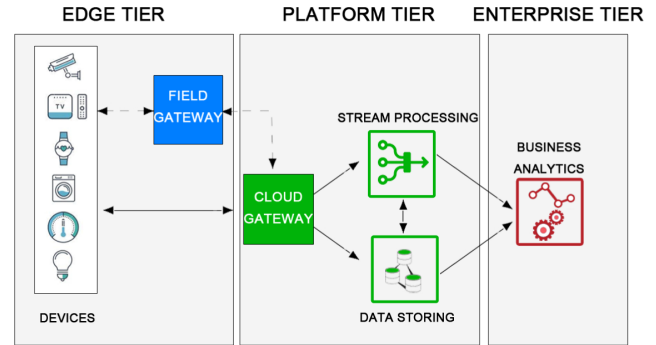 EDGE TIER
PLATFORM TIER
ENTERPRISE TIER
TV
FIELD
GATEWAY
STREAM PROCESSING
BUSINESS
ANALYTICS
CLOUD
GATEWAY
DEVICES
DATA STORING